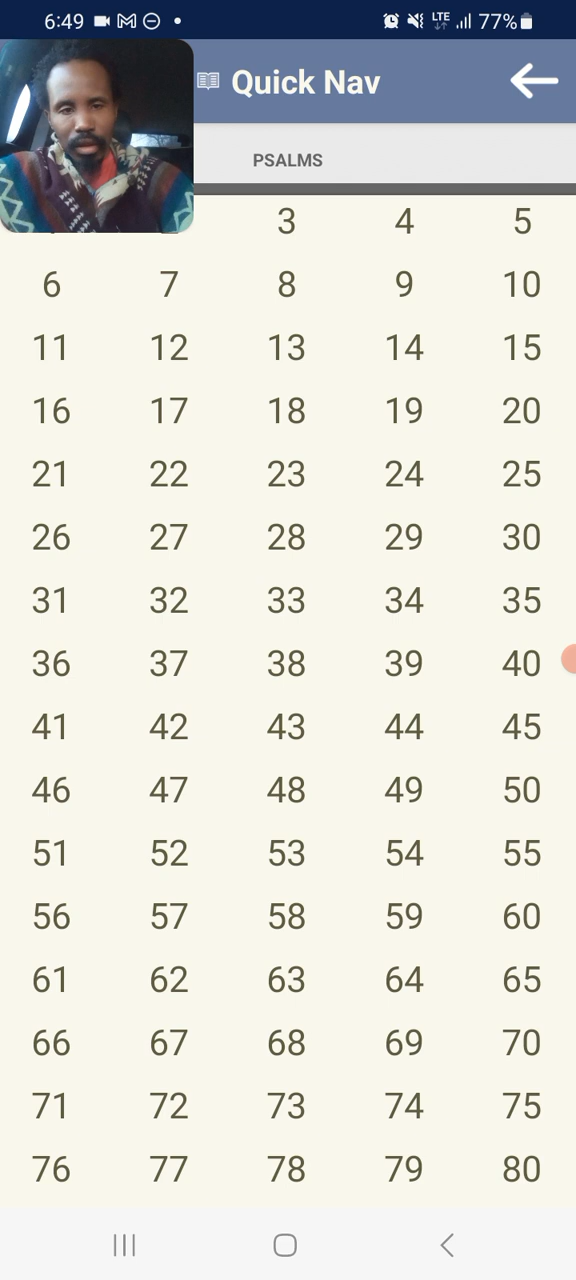 6:49 LTE 77%
Quick Nav
PSALMS
3 4 5
6 7 8 9 10
11 12 13 14 15
16 17 18 19 20
21 22 23 24 25
26 27 28 29 30
31 32 33 34 35
36 37 38 39 40
41 42 43 44 45
46 47 48 49 50
51 52 53 54 55
56 57 58 59 60
61 62 63 64 65
66 67 68 69 70
71 72 73 74 75
76 77 78 79 80